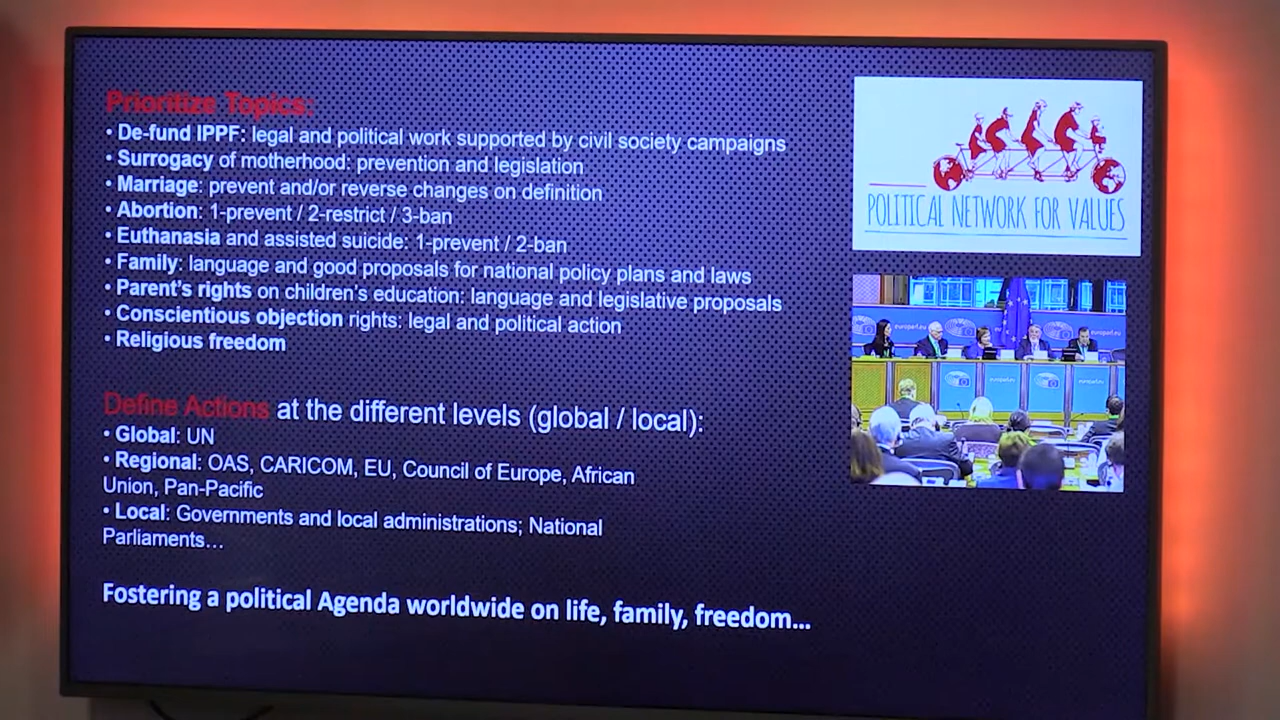 Prioritize Topics:
• De-fund IPPF: legal and political work supported by civil society campaigns
• Surrogacy of motherhood: prevention and legislation
• Marriage: prevent and/or reverse changes on definition
• Abortion: 1-prevent / 2-restrict / 3-ban
• Euthanasia and assisted suicide: 1-prevent / 2-ban
• Family: language and good proposals for national policy plans and laws
• Parent's rights on children's education: language and legislative proposals
• Conscientious objection rights: legal and political action
• Religious freedom
Define Actions at the different levels (global / local):
• Global: UN
• Regional: OAS, CARICOM, EU, Council of Europe, African
Union, Pan-Pacific
• Local: Governments and local administrations; National
Parliaments...
Fostering a political Agenda worldwide on life, family, freedom...
POLITICAL NETWORK FOR VALUES